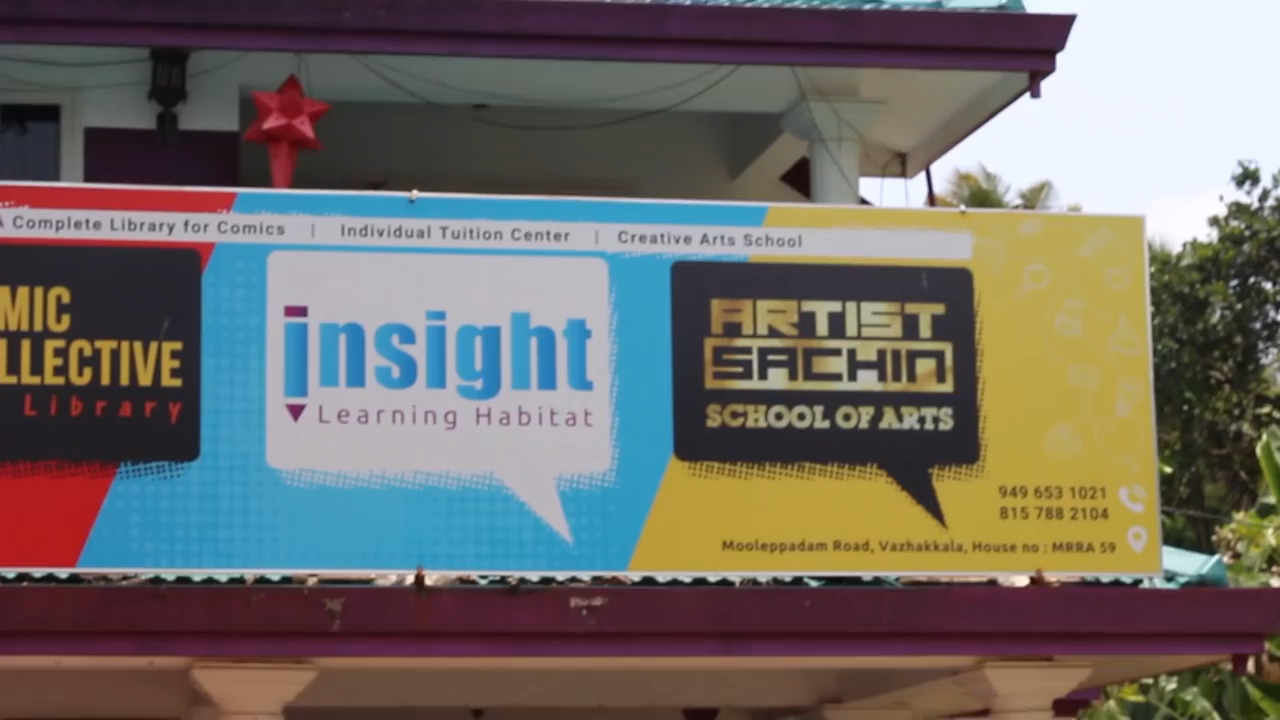 A Complete Library for Comics | Individual Tuition Center | Creative Arts School
MIC
LLECTIVE
Library
insight
Learning Habitat
ARTIST
SACHIN
SCHOOL OF ARTS
949 653 1021
815 788 2104
Mooleppadam Road, Vazhakkala, House no : MRRA 59